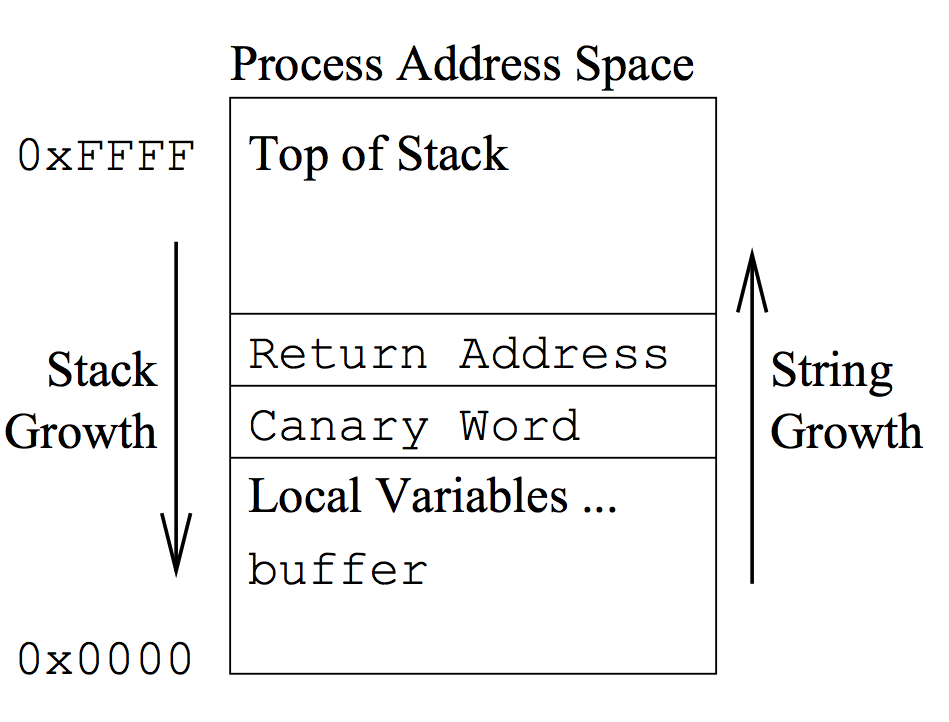 Process Address Space
0xFFFF
Top of Stack
Return Address
Stack
Growth
String
Growth
Canary Word
Local Variables ...
buffer
0x0000